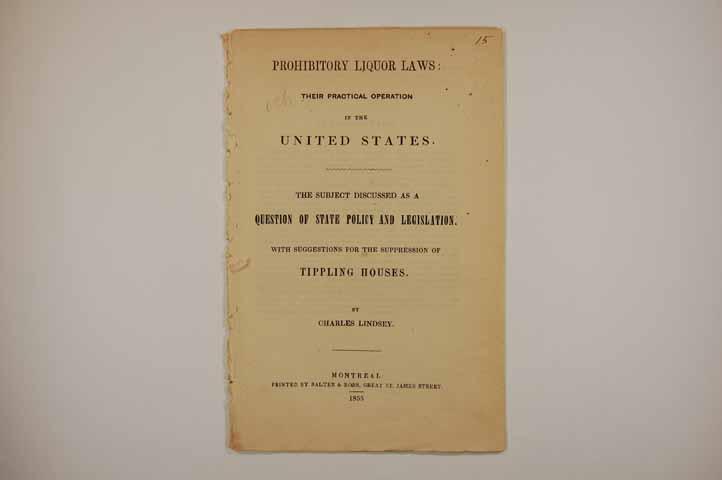 15
PROHIBITORY LIQUOR LAWS:
THEIR PRACTICAL OPERATION
IN THE
UNITED STATES.
THE SUBJECT DISCUSSED AS A
QUESTION OF STATE POLICY AND LEGISLATION.
WITH SUGGESTIONS FOR THE SUPPRESSION OF
TIPPLING HOUSES.
BY
CHARLES LINDSEY.
MONTREAL
PRINTED BY SALTER & ROSS, GREAT ST. JAMES STREET.
1855